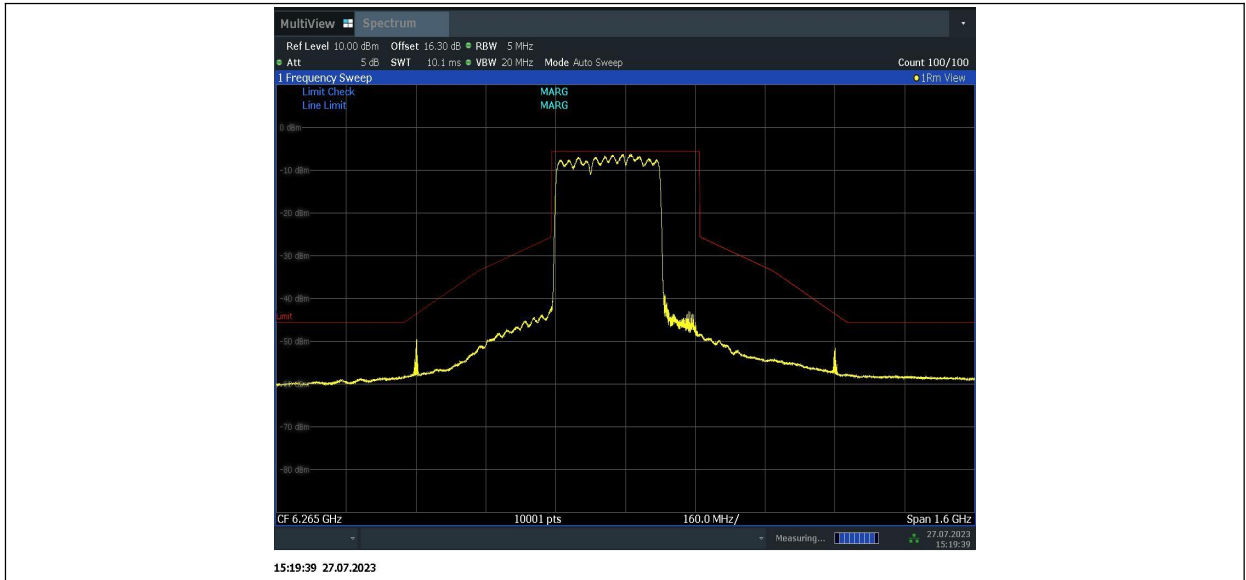 MultiView Spectrum
Ref Level 10.00 dBm Offset 16.30 dB RBW 5 MHz
Att 5 dB SWT 10.1 ms VBW 20 MHz Mode Auto Sweep Count 100/100
1 Frequency Sweep 1Rm View
Limit Check MARG
Line Limit MARG
0 dBm
-10 dBm
-20 dBm
-30 dBm
-40 dBm
Limit
-50 dBm
-60 dBm
-70 dBm
-80 dBm
CF 6.265 GHz 10001 pts 160.0 MHz/ Span 1.6 GHz
Measuring... 27.07.2023
15:19:39
15:19:39 27.07.2023